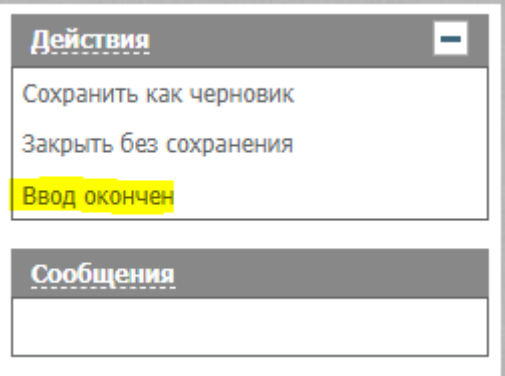 Действия
Сохранить как черновик
Закрыть без сохранения
Ввод окончен
Сообщения